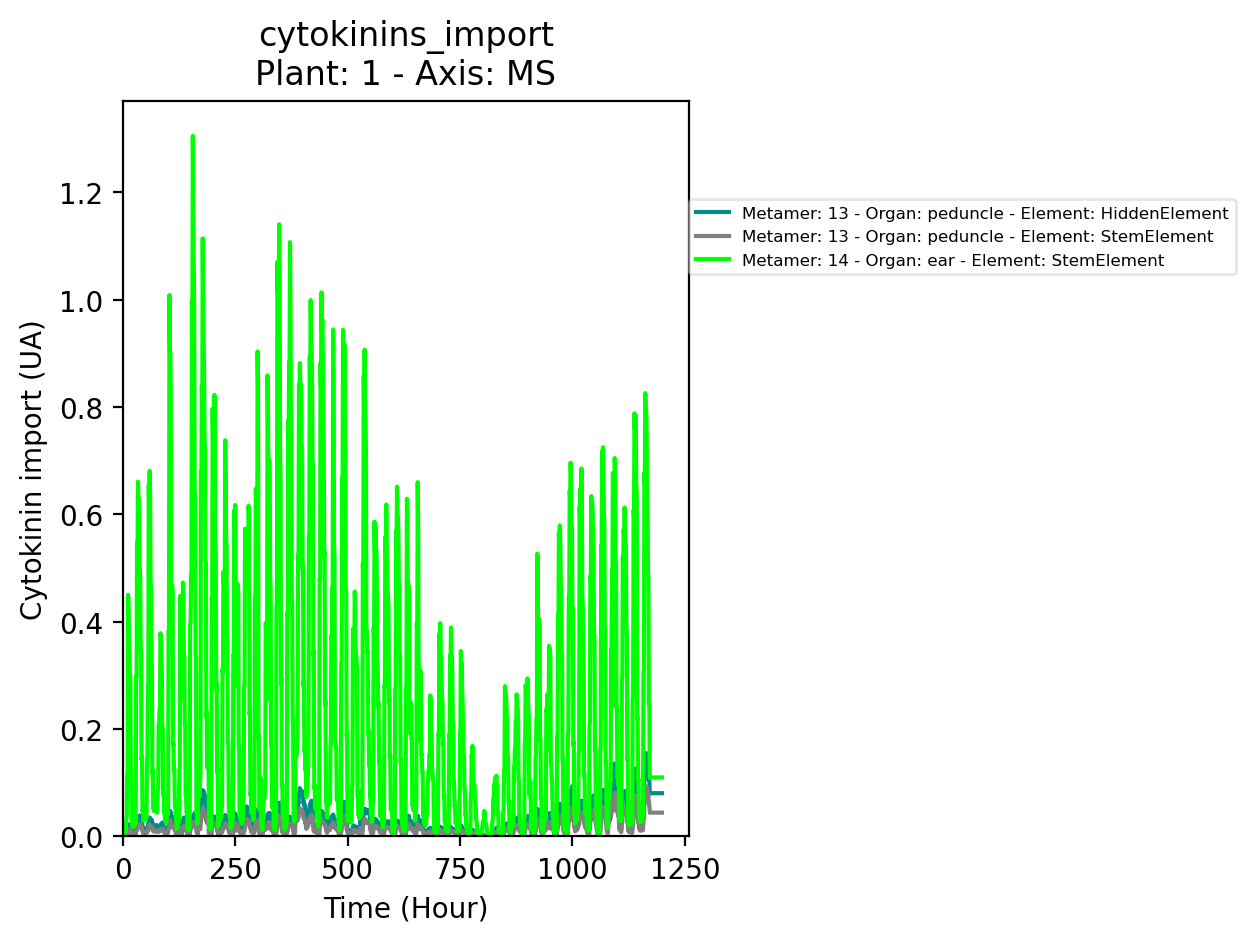 cytokinins_import
Plant: 1 - Axis: MS
1.2
1.0
0.8
0.6
0.4
0.2
0.0
Cytokinin import (UA)
0 250 500 750 1000 1250
Time (Hour)
Metamer: 13 - Organ: peduncle - Element: HiddenElement
Metamer: 13 - Organ: peduncle - Element: StemElement
Metamer: 14 - Organ: ear - Element: StemElement